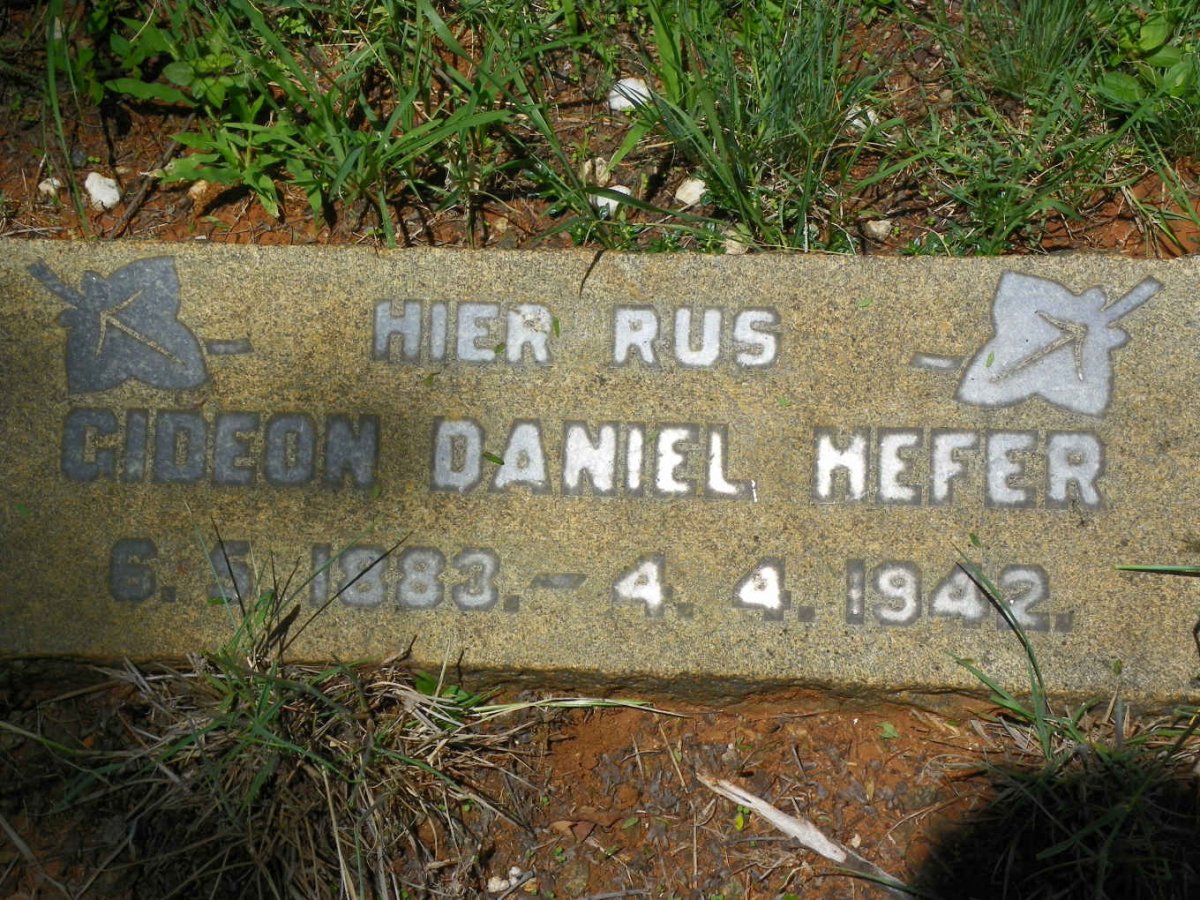 HIER RUS
GIDEON DANIEL HEFER
6. 5. 1883. – 4. 4. 1942.